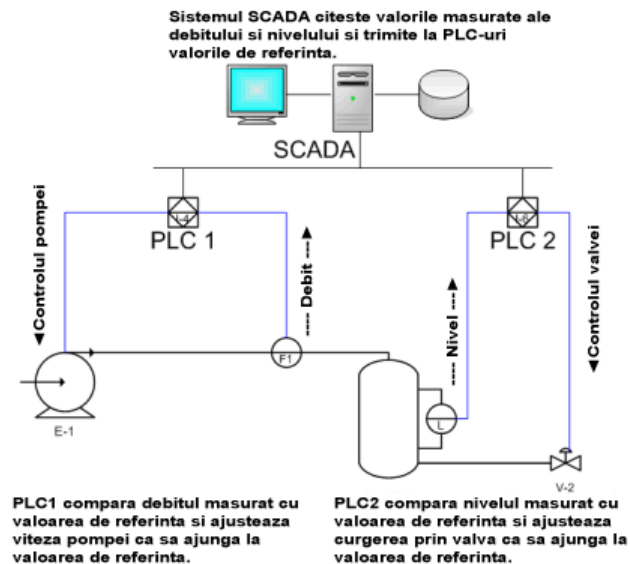 Sistemul SCADA citeste valorile masurate ale
debitului si nivelului si trimite la PLC-uri
valorile de referinta.
SCADA
I-4
PLC 1
I-6
PLC 2
◄Controlul pompei
---- Debit ---►
---- Nivel ---►
◄Controlul valvei
F1
L
E-1
V-2
PLC1 compara debitul masurat cu
valoarea de referinta si ajusteaza
viteza pompei ca sa ajunga la
valoarea de referinta.
PLC2 compara nivelul masurat cu
valoarea de referinta si ajusteaza
curgerea prin valva ca sa ajunga la
valoarea de referinta.